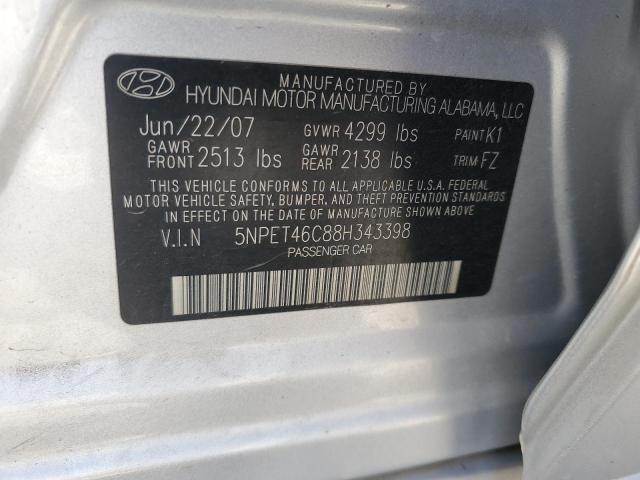 MANUFACTURED BY
HYUNDAI MOTOR MANUFACTURING ALABAMA, LLC
Jun/22/07 GVWR 4299 lbs PAINT K1
GAWR FRONT 2513 lbs GAWR REAR 2138 lbs TRIM FZ
THIS VEHICLE CONFORMS TO ALL APPLICABLE U.S.A. FEDERAL
MOTOR VEHICLE SAFETY, BUMPER, AND THEFT PREVENTION STANDARDS
IN EFFECT ON THE DATE OF MANUFACTURE SHOWN ABOVE.
V.I.N 5NPET46C88H343398
PASSENGER CAR